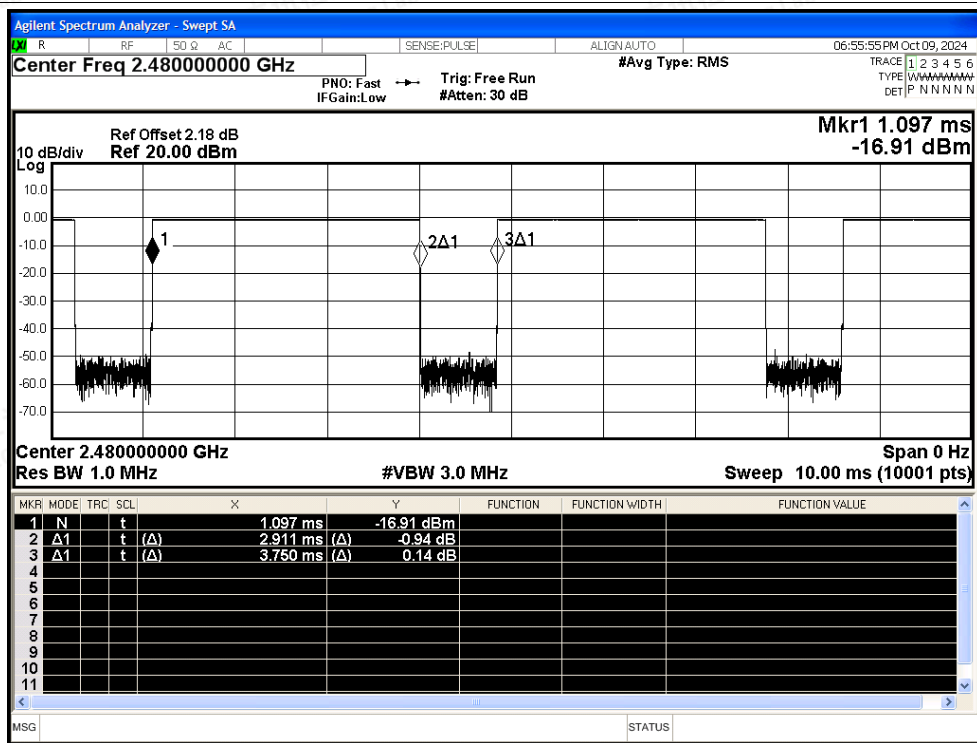 Agilent Spectrum Analyzer - Swept SA
LXI R RF 50 Ω AC SENSE:PULSE ALIGN AUTO 06:55:55 PM Oct 09, 2024
Center Freq 2.480000000 GHz
PNO: Fast Trig: Free Run
IFGain:Low #Atten: 30 dB
#Avg Type: RMS
TRACE 1 2 3 4 5 6
TYPE
DET P N N N N N
Mkr1 1.097 ms
-16.91 dBm
Ref Offset 2.18 dB
10 dB/div Ref 20.00 dBm
Log
10.0
0.00
-10.0
-20.0
-30.0
-40.0
-50.0
-60.0
-70.0
1 2Δ1 3Δ1
Center 2.480000000 GHz Span 0 Hz
Res BW 1.0 MHz #VBW 3.0 MHz Sweep 10.00 ms (10001 pts)
MKR MODE TRC SCL X Y FUNCTION FUNCTION WIDTH FUNCTION VALUE
1 N t 1.097 ms -16.91 dBm
2 Δ1 t (Δ) 2.911 ms (Δ) -0.94 dB
3 Δ1 t (Δ) 3.750 ms (Δ) 0.14 dB
4
5
6
7
8
9
10
11
MSG STATUS